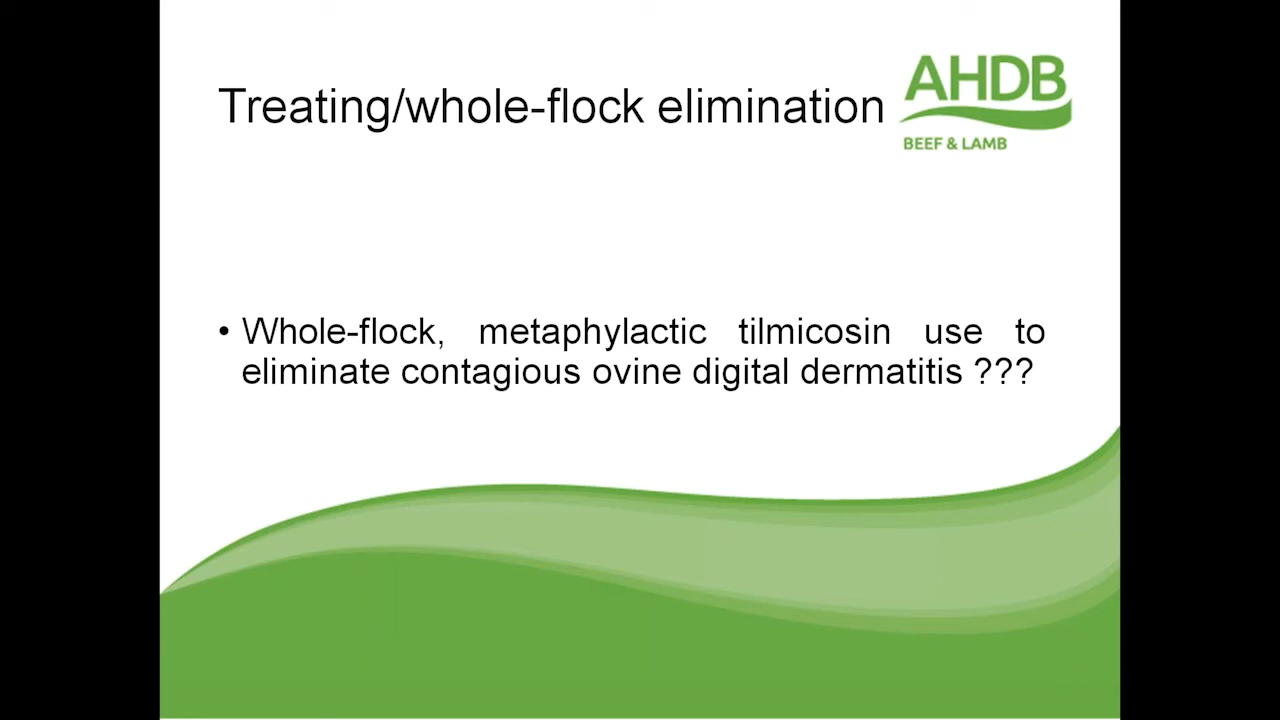 Treating/whole-flock elimination
AHDB
BEEF & LAMB
• Whole-flock, metaphylactic tilmicosin use to
eliminate contagious ovine digital dermatitis ???